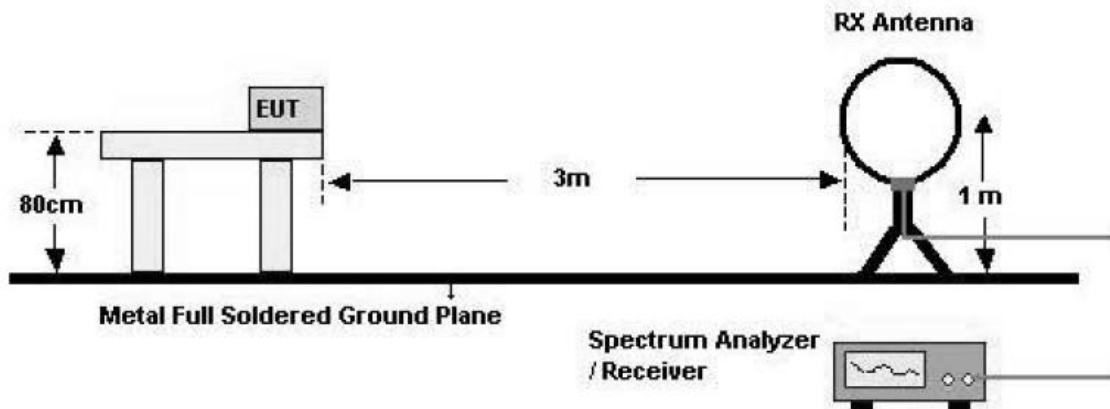 RX Antenna
EUT
3m
80cm
1 m
Metal Full Soldered Ground Plane
Spectrum Analyzer
/ Receiver